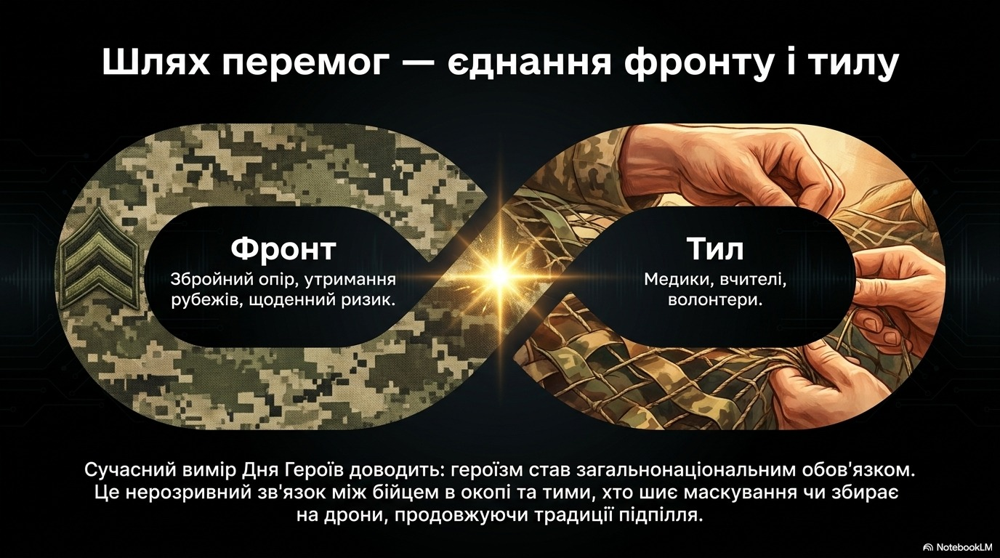 Шлях перемог — єднання фронту і тилу
Фронт
Збройний опір, утримання
рубежів, щоденний ризик.
Тил
Медики, вчителі,
волонтери.
Сучасний вимір Дня Героїв доводить: героїзм став загальнонаціональним обов'язком.
Це нерозривний зв'язок між бійцем в окопі та тими, хто шиє маскування чи збирає
на дрони, продовжуючи традиції підпілля.
NotebookLM